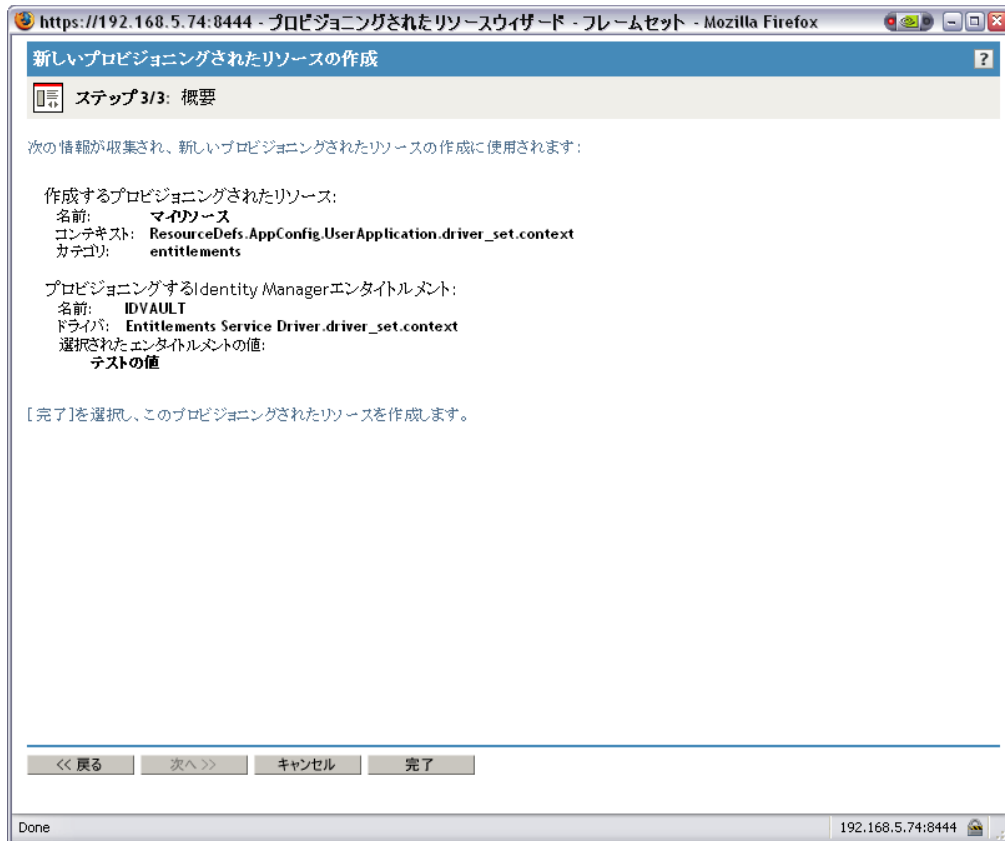 https://192.168.5.74:8444 - プロビジョニングされたリソースウィザード - フレームセット - Mozilla Firefox
新しいプロビジョニングされたリソースの作成
?
ステップ3/3: 概要
次の情報が収集され、新しいプロビジョニングされたリソースの作成に使用されます:
作成するプロビジョニングされたリソース:
名前: マイリソース
コンテキスト: ResourceDefs.AppConfig.UserApplication.driver_set.context
カテゴリ: entitlements
プロビジョニングするIdentity Managerエンタイトルメント:
名前: IDVAULT
ドライバ: Entitlements Service Driver.driver_set.context
選択されたエンタイトルメントの値:
テストの値
[完了]を選択し、このプロビジョニングされたリソースを作成します。
<< 戻る 次へ >> キャンセル 完了
Done 192.168.5.74:8444